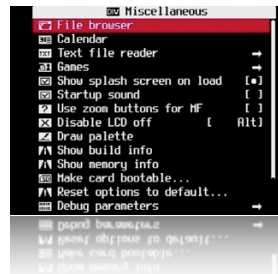 Miscellaneous
File browser
Calendar
Text file reader →
Games →
Show splash screen on load [•]
Startup sound [ ]
Use zoom buttons for MF [ ]
Disable LCD off [ Alt]
Draw palette
Show build info
Show memory info
Make card bootable...
Reset options to default...
Debug parameters →